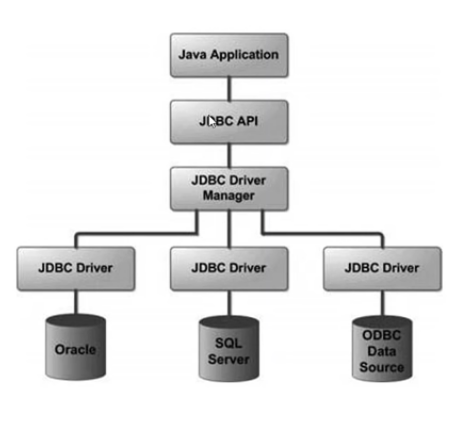 Java Application
JDBC API
JDBC Driver
Manager
JDBC Driver
JDBC Driver
JDBC Driver
Oracle
SQL
Server
ODBC
Data
Source